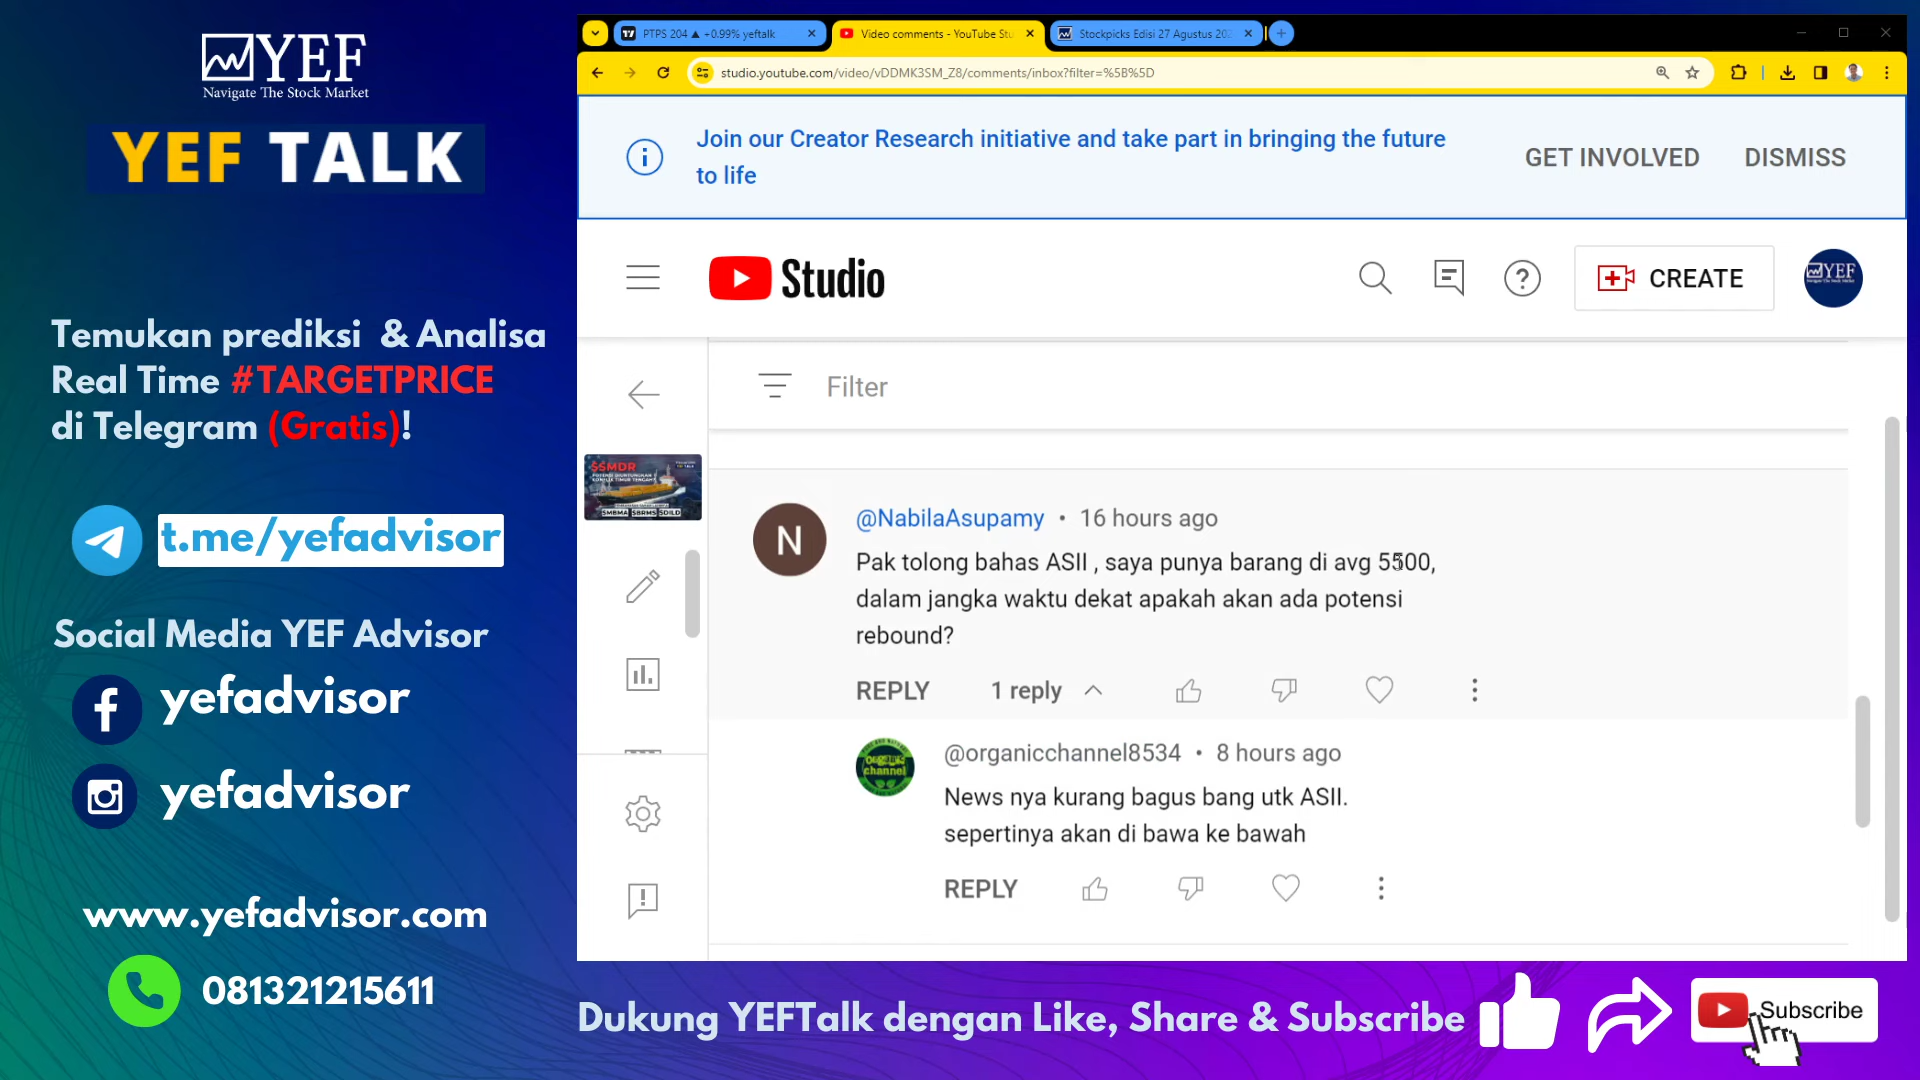 YEF
Navigate The Stock Market
YEF TALK
Temukan prediksi & Analisa
Real Time #TARGETPRICE
di Telegram (Gratis)!
t.me/yefadvisor
Social Media YEF Advisor
yefadvisor
yefadvisor
www.yefadvisor.com
081321215611
PTPS 204 ▲ +0.99% yeftalk
Video comments - YouTube Stu
Stockpicks Edisi 27 Agustus 202
studio.youtube.com/video/vDDMK3SM_Z8/comments/inbox?filter=%5B%5D
Join our Creator Research initiative and take part in bringing the future
to life
GET INVOLVED
DISMISS
Studio
CREATE
YEF
Filter
$SMDR
@NabilaAsupamy • 16 hours ago
N
Pak tolong bahas ASII , saya punya barang di avg 5500,
dalam jangka waktu dekat apakah akan ada potensi
rebound?
REPLY
1 reply
@organicchannel8534 • 8 hours ago
organic
channel
News nya kurang bagus bang utk ASII.
sepertinya akan di bawa ke bawah
REPLY
Dukung YEFTalk dengan Like, Share & Subscribe
Subscribe